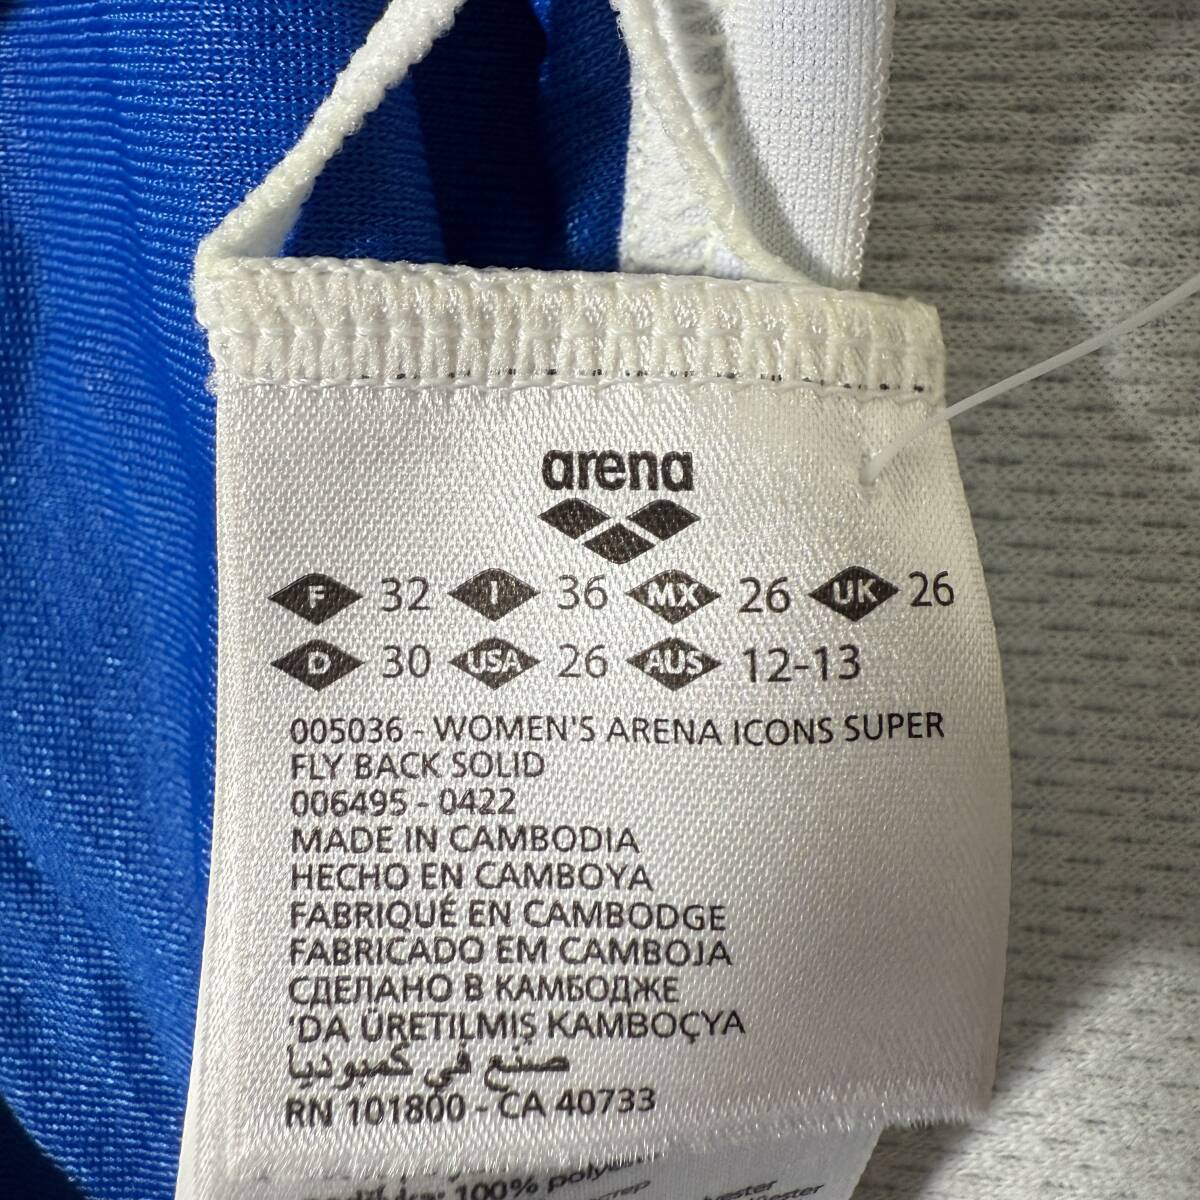 arena
F 32 I 36 MX 26 UK 26
D 30 USA 26 AUS 12-13
005036 - WOMEN'S ARENA ICONS SUPER
FLY BACK SOLID
006495 - 0422
MADE IN CAMBODIA
HECHO EN CAMBOYA
FABRIQUÉ EN CAMBODGE
FABRICADO EM CAMBOJA
СДЕЛАНО В КАМБОДЖЕ
'DA ÜRETILMIŞ KAMBOÇYA
صنع في كمبوديا
RN 101800 - CA 40733
100%